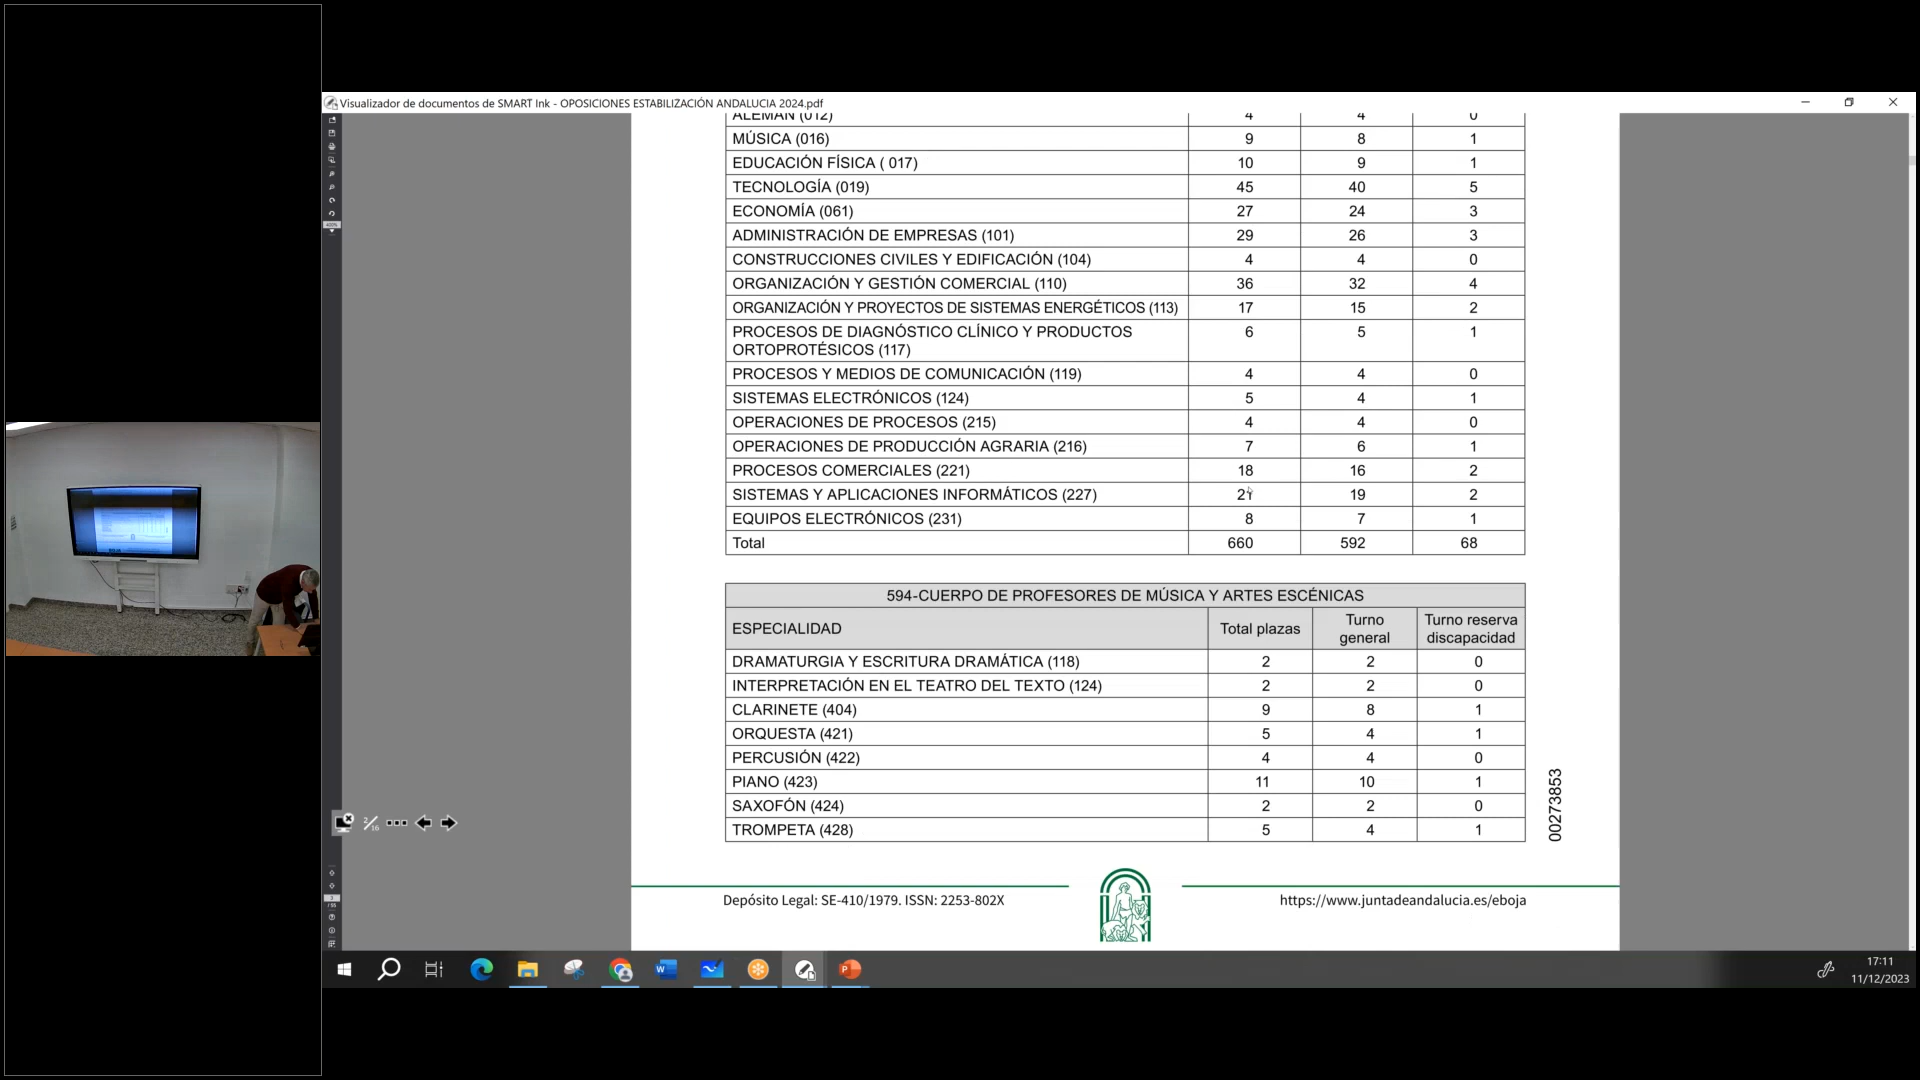 Visualizador de documentos de SMART Ink - OPOSICIONES ESTABILIZACIÓN ANDALUCIA 2024.pdf
ALEMÁN (012) 4 4 0
MÚSICA (016) 9 8 1
EDUCACIÓN FÍSICA ( 017) 10 9 1
TECNOLOGÍA (019) 45 40 5
ECONOMÍA (061) 27 24 3
ADMINISTRACIÓN DE EMPRESAS (101) 29 26 3
CONSTRUCCIONES CIVILES Y EDIFICACIÓN (104) 4 4 0
ORGANIZACIÓN Y GESTIÓN COMERCIAL (110) 36 32 4
ORGANIZACIÓN Y PROYECTOS DE SISTEMAS ENERGÉTICOS (113) 17 15 2
PROCESOS DE DIAGNÓSTICO CLÍNICO Y PRODUCTOS 6 5 1
ORTOPROTÉSICOS (117)
PROCESOS Y MEDIOS DE COMUNICACIÓN (119) 4 4 0
SISTEMAS ELECTRÓNICOS (124) 5 4 1
OPERACIONES DE PROCESOS (215) 4 4 0
OPERACIONES DE PRODUCCIÓN AGRARIA (216) 7 6 1
PROCESOS COMERCIALES (221) 18 16 2
SISTEMAS Y APLICACIONES INFORMÁTICOS (227) 21 19 2
EQUIPOS ELECTRÓNICOS (231) 8 7 1
Total 660 592 68
594-CUERPO DE PROFESORES DE MÚSICA Y ARTES ESCÉNICAS
ESPECIALIDAD Total plazas Turno general Turno reserva discapacidad
DRAMATURGIA Y ESCRITURA DRAMÁTICA (118) 2 2 0
INTERPRETACIÓN EN EL TEATRO DEL TEXTO (124) 2 2 0
CLARINETE (404) 9 8 1
ORQUESTA (421) 5 4 1
PERCUSIÓN (422) 4 4 0
PIANO (423) 11 10 1
SAXOFÓN (424) 2 2 0
TROMPETA (428) 5 4 1
00273853
Depósito Legal: SE-410/1979. ISSN: 2253-802X
https://www.juntadeandalucia.es/eboja
2/16
17:11
11/12/2023